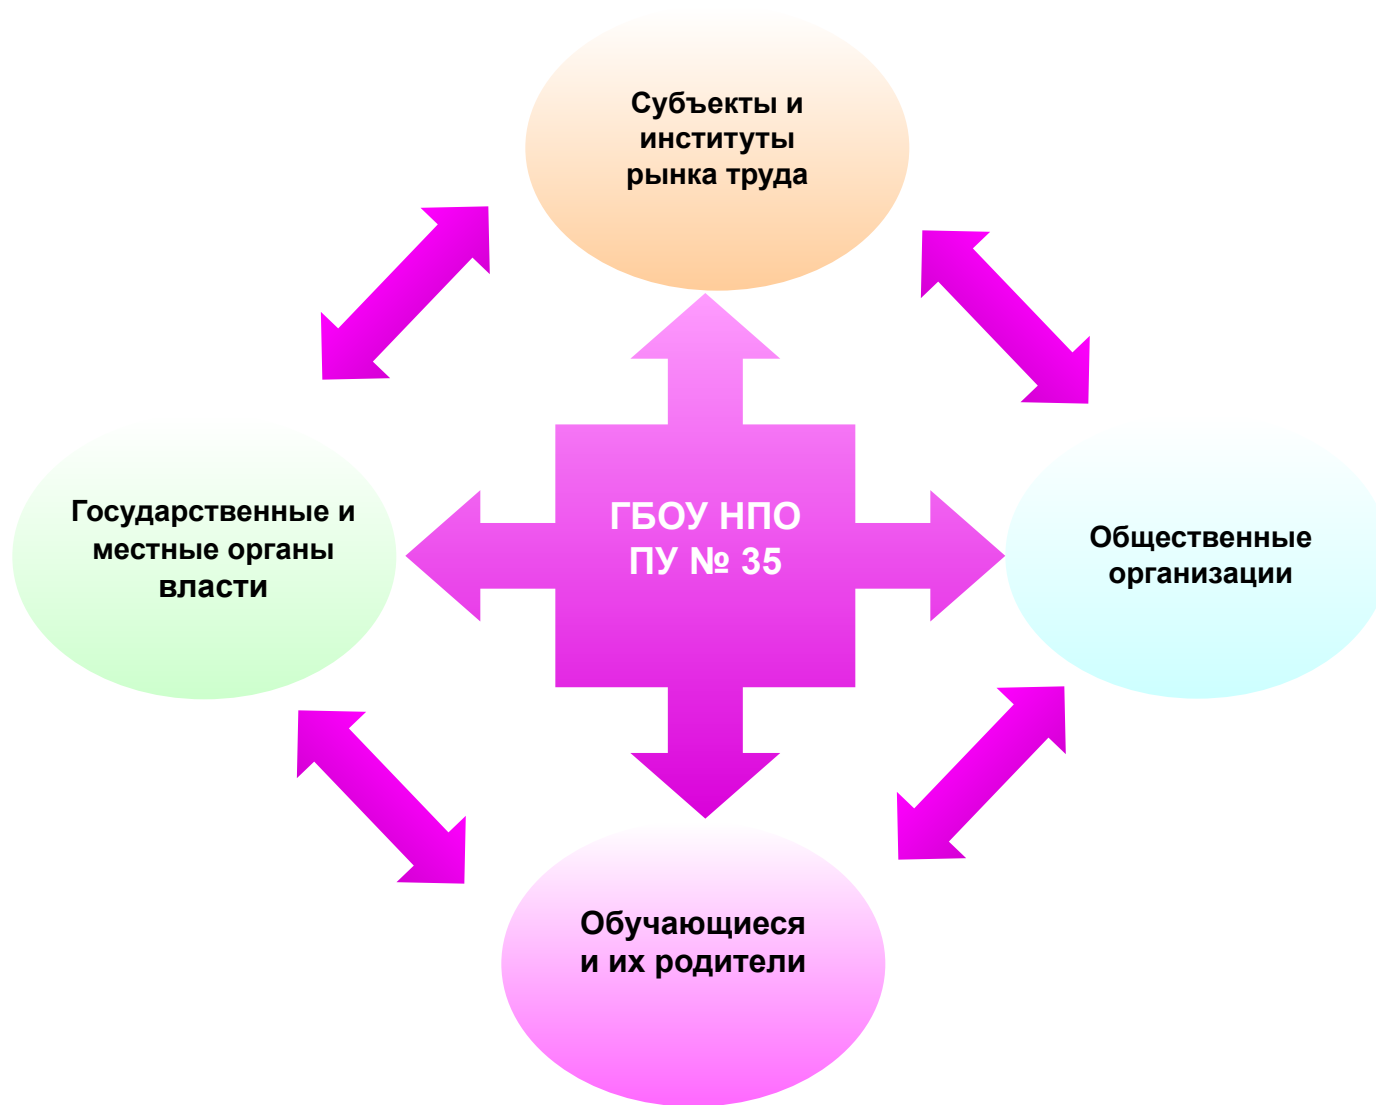 Субъекты и
институты
рынка труда
Государственные и
местные органы
власти
ГБОУ НПО
ПУ № 35
Общественные
организации
Обучающиеся
и их родители